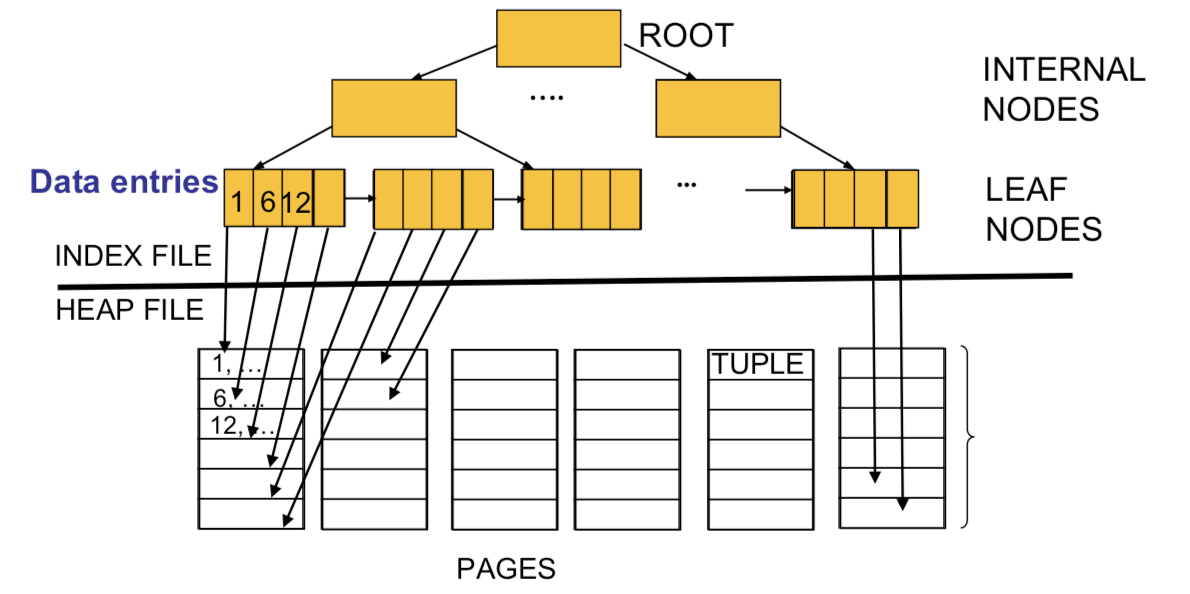 ROOT
INTERNAL
NODES
....
Data entries
1 6 12
...
LEAF
NODES
INDEX FILE
HEAP FILE
1, ...
6, ...
12, ...
TUPLE
PAGES